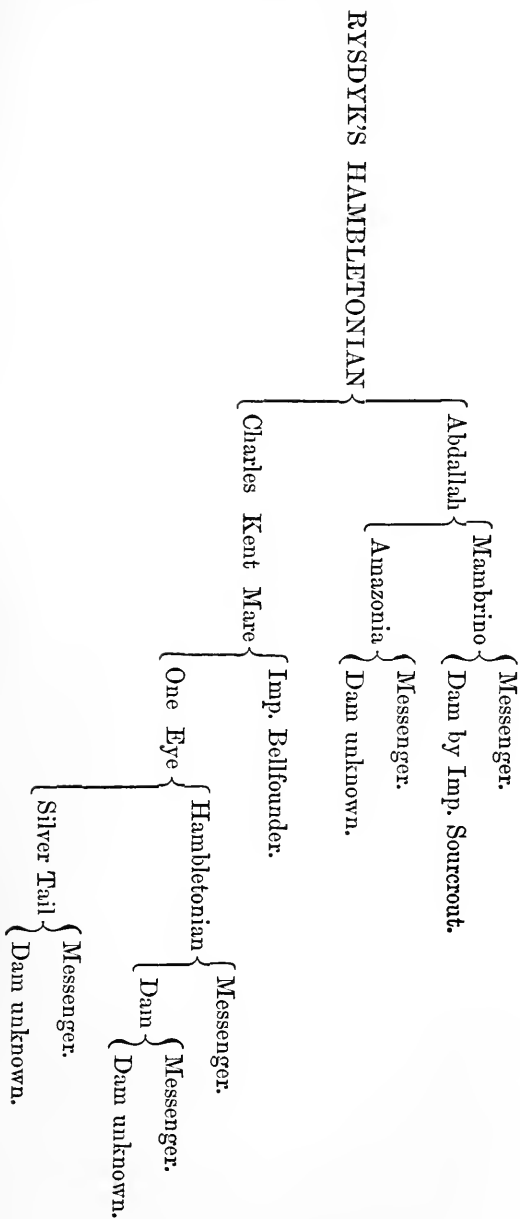 RYSDYK'S HAMBLETONIAN
Abdallah
Mambrino
Messenger.
Dam by Imp. Sourcrout.
Amazonia
Messenger.
Dam unknown.
Charles Kent Mare
Imp. Bellfounder.
One Eye
Hambletonian
Messenger.
Dam
Messenger.
Dam unknown.
Silver Tail
Messenger.
Dam unknown.